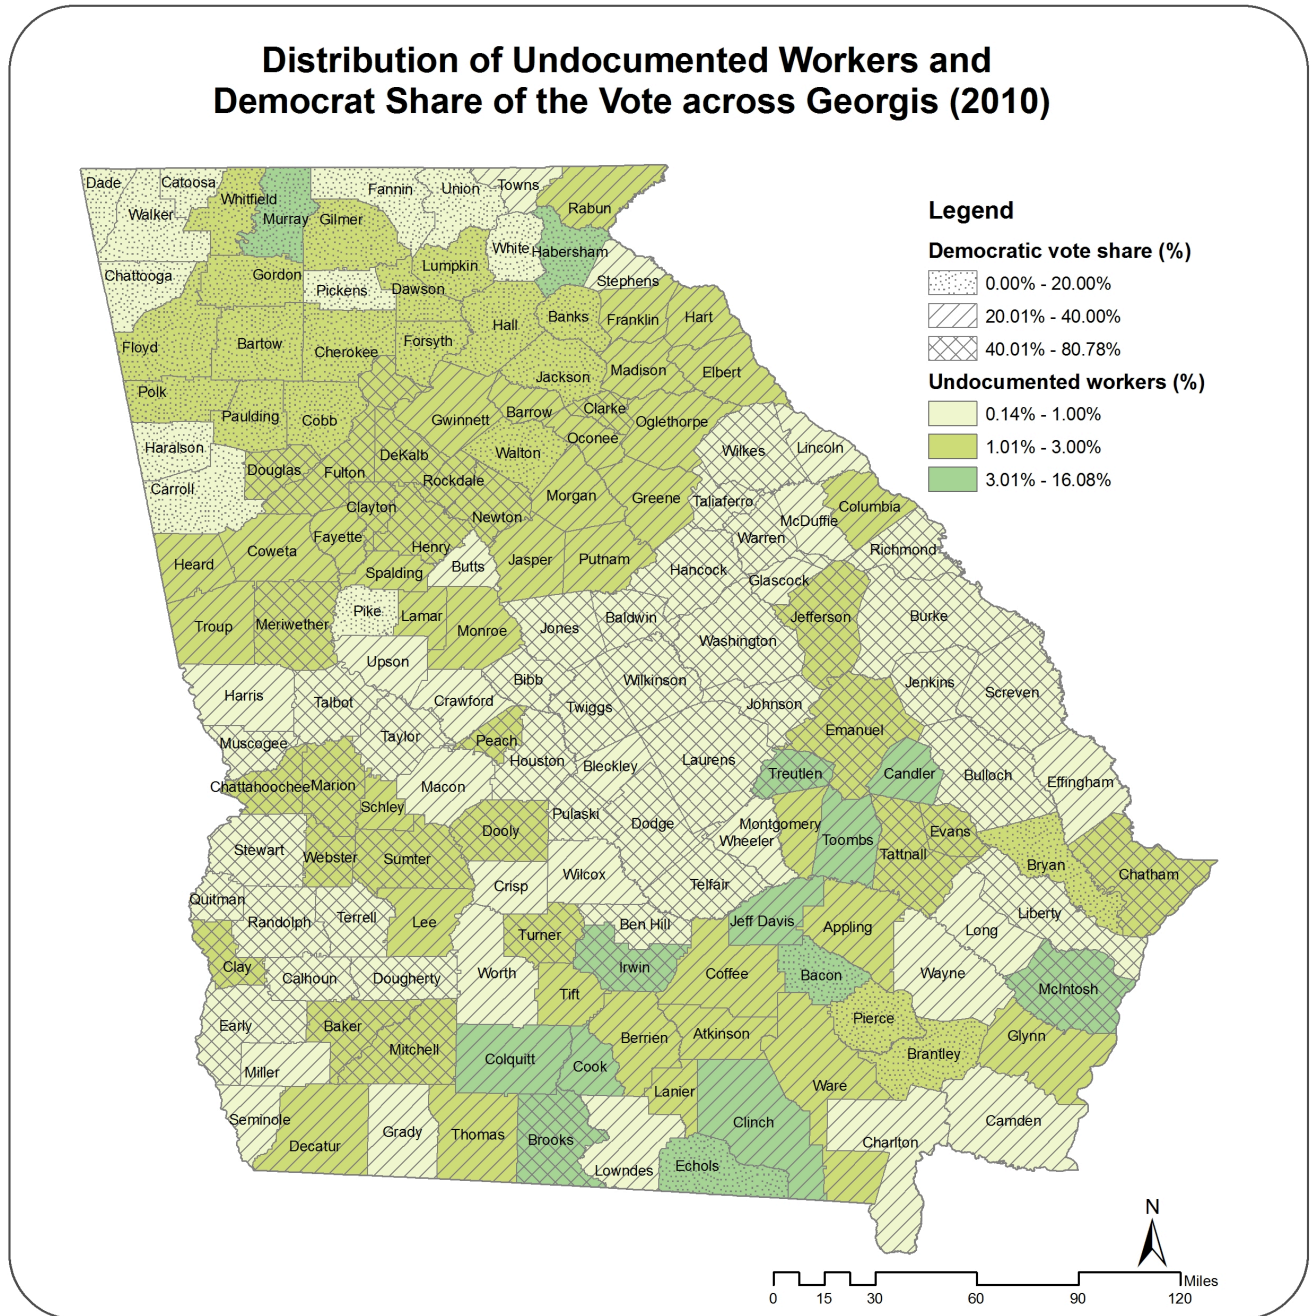 Distribution of Undocumented Workers and
Democrat Share of the Vote across Georgis (2010)
Legend
Democratic vote share (%)
0.00% - 20.00%
20.01% - 40.00%
40.01% - 80.78%
Undocumented workers (%)
0.14% - 1.00%
1.01% - 3.00%
3.01% - 16.08%
Dade
Catoosa
Walker
Whitfield
Murray
Gilmer
Fannin
Union
Towns
Rabun
White
Habersham
Stephens
Chattooga
Gordon
Pickens
Lumpkin
Dawson
Floyd
Bartow
Cherokee
Forsyth
Hall
Banks
Franklin
Hart
Jackson
Madison
Elbert
Polk
Paulding
Cobb
Gwinnett
Barrow
Clarke
Oconee
Oglethorpe
Haralson
Douglas
Fulton
DeKalb
Rockdale
Walton
Wilkes
Lincoln
Carroll
Clayton
Newton
Morgan
Greene
Taliaferro
McDuffie
Columbia
Heard
Coweta
Fayette
Henry
Spalding
Butts
Jasper
Putnam
Hancock
Warren
Glascock
Richmond
Troup
Meriwether
Pike
Lamar
Monroe
Jones
Baldwin
Washington
Jefferson
Burke
Upson
Harris
Talbot
Crawford
Bibb
Twiggs
Wilkinson
Johnson
Jenkins
Screven
Muscogee
Taylor
Peach
Houston
Bleckley
Laurens
Emanuel
Chattahoochee
Marion
Schley
Macon
Treutlen
Candler
Bulloch
Effingham
Stewart
Webster
Sumter
Dooly
Pulaski
Dodge
Montgomery
Wheeler
Toombs
Tattnall
Evans
Bryan
Chatham
Quitman
Randolph
Terrell
Lee
Crisp
Wilcox
Telfair
Clay
Calhoun
Dougherty
Worth
Turner
Ben Hill
Irwin
Jeff Davis
Appling
Long
Liberty
Coffee
Bacon
Wayne
McIntosh
Early
Baker
Mitchell
Tift
Berrien
Atkinson
Pierce
Brantley
Glynn
Miller
Colquitt
Cook
Lanier
Ware
Seminole
Decatur
Grady
Thomas
Brooks
Lowndes
Echols
Clinch
Charlton
Camden
N
Miles
0 15 30 60 90 120